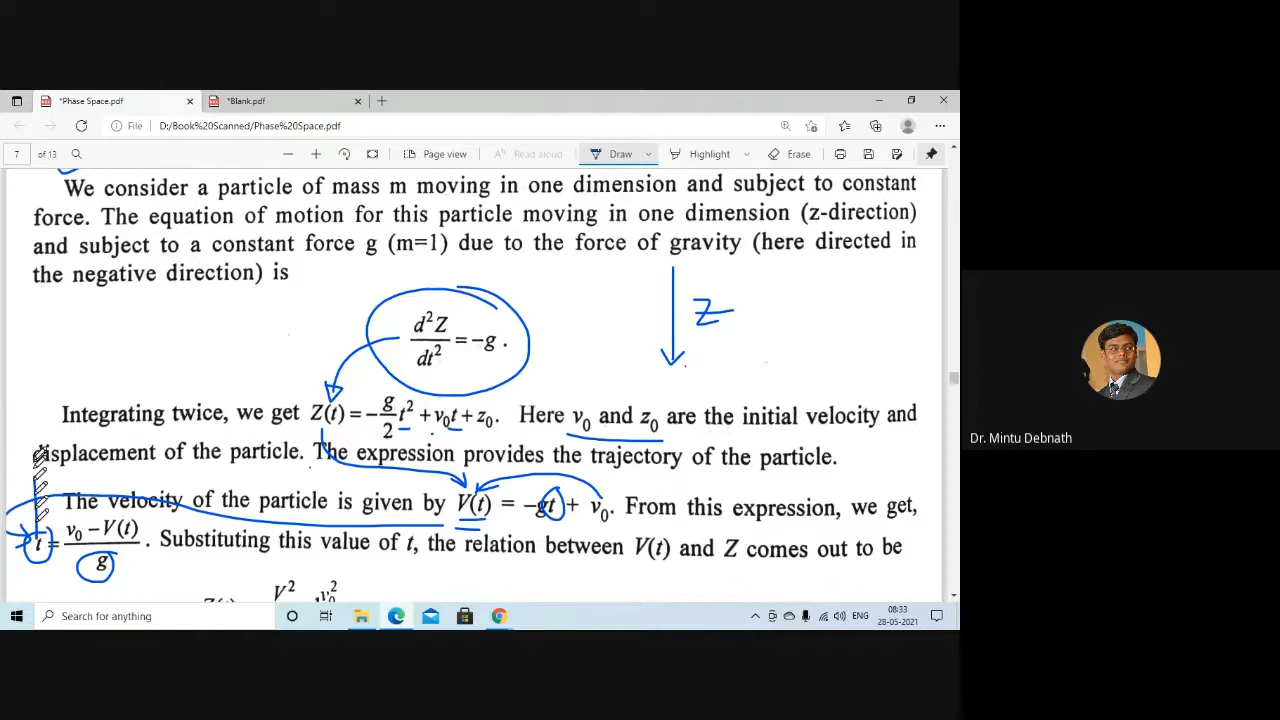 *Phase Space.pdf
*Blank.pdf
File
D:/Book%20Scanned/Phase%20Space.pdf
7 of 13
Page view
Read aloud
Draw
Highlight
Erase
We consider a particle of mass m moving in one dimension and subject to constant
force. The equation of motion for this particle moving in one dimension (z-direction)
and subject to a constant force g (m=1) due to the force of gravity (here directed in
the negative direction) is
Z
d²Z/dt² = -g .
Integrating twice, we get Z(t) = -g/2 t² + v₀t + z₀. Here v₀ and z₀ are the initial velocity and
displacement of the particle. The expression provides the trajectory of the particle.
The velocity of the particle is given by V(t) = -gt + v₀. From this expression, we get,
t = v₀ - V(t)/g . Substituting this value of t, the relation between V(t) and Z comes out to be
V² v₀²
Dr. Mintu Debnath
Search for anything
ENG
08:33
28-05-2021